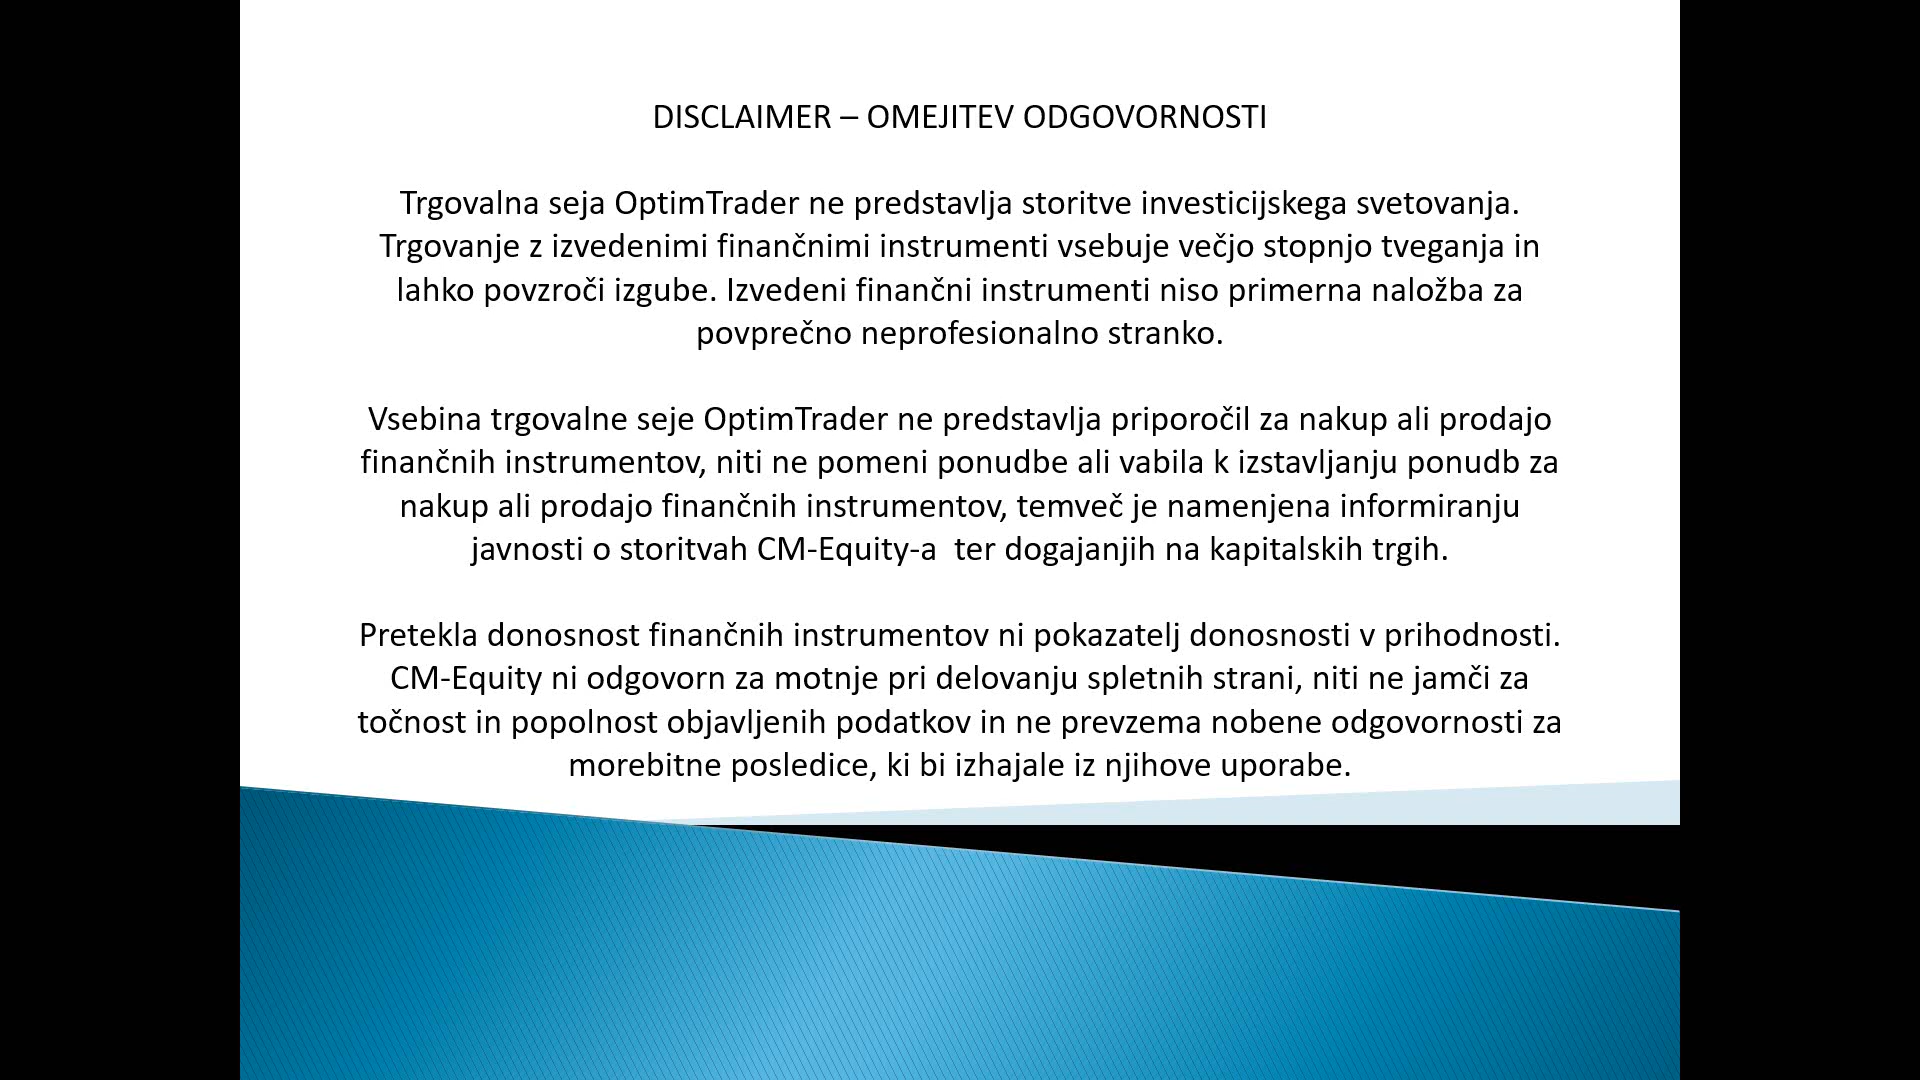 DISCLAIMER – OMEJITEV ODGOVORNOSTI
Trgovalna seja OptimTrader ne predstavlja storitve investicijskega svetovanja.
Trgovanje z izvedenimi finančnimi instrumenti vsebuje večjo stopnjo tveganja in
lahko povzroči izgube. Izvedeni finančni instrumenti niso primerna naložba za
povprečno neprofesionalno stranko.
Vsebina trgovalne seje OptimTrader ne predstavlja priporočil za nakup ali prodajo
finančnih instrumentov, niti ne pomeni ponudbe ali vabila k izstavljanju ponudb za
nakup ali prodajo finančnih instrumentov, temveč je namenjena informiranju
javnosti o storitvah CM-Equity-a  ter dogajanjih na kapitalskih trgih.
Pretekla donosnost finančnih instrumentov ni pokazatelj donosnosti v prihodnosti.
CM-Equity ni odgovorn za motnje pri delovanju spletnih strani, niti ne jamči za
točnost in popolnost objavljenih podatkov in ne prevzema nobene odgovornosti za
morebitne posledice, ki bi izhajale iz njihove uporabe.